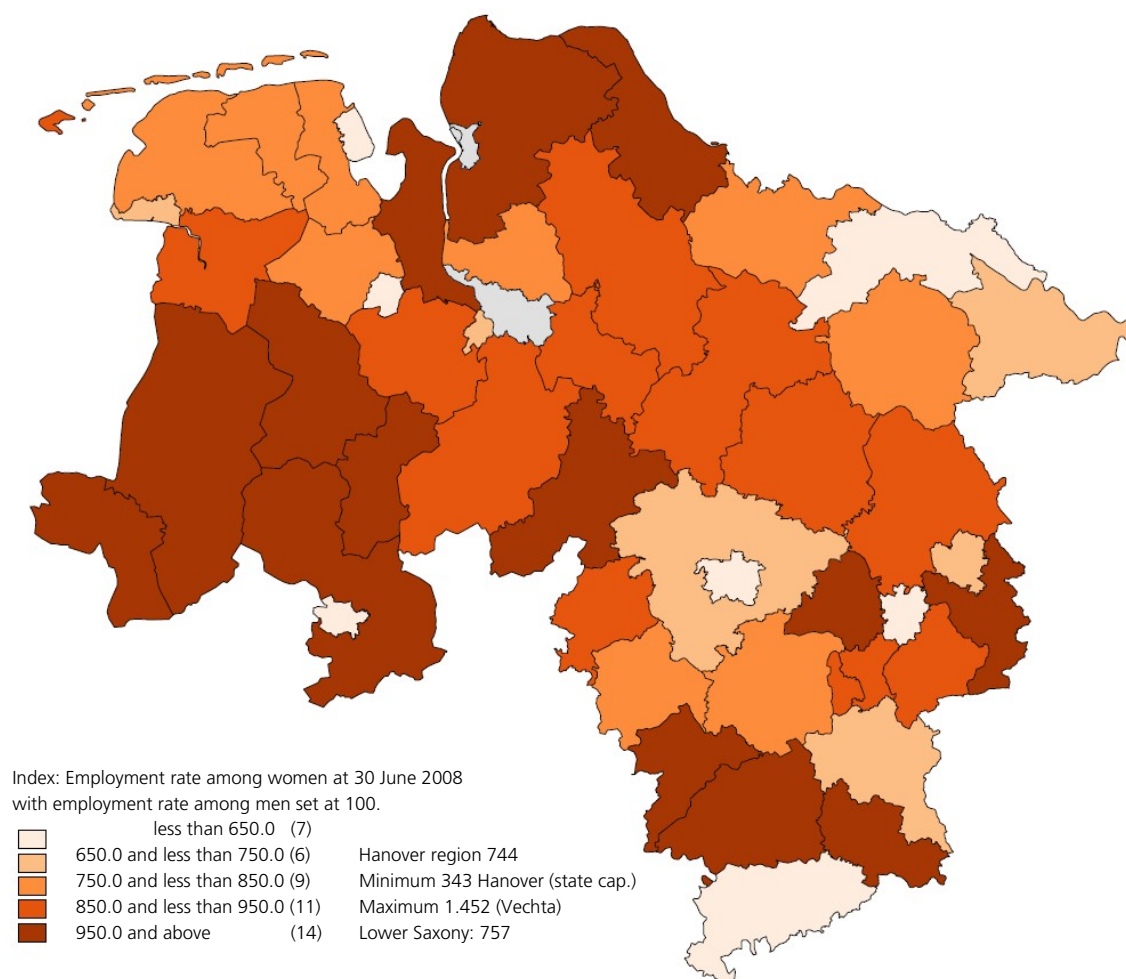 Index: Employment rate among women at 30 June 2008
with employment rate among men set at 100.
less than 650.0 (7)
650.0 and less than 750.0 (6) Hanover region 744
750.0 and less than 850.0 (9) Minimum 343 Hanover (state cap.)
850.0 and less than 950.0 (11) Maximum 1.452 (Vechta)
950.0 and above (14) Lower Saxony: 757